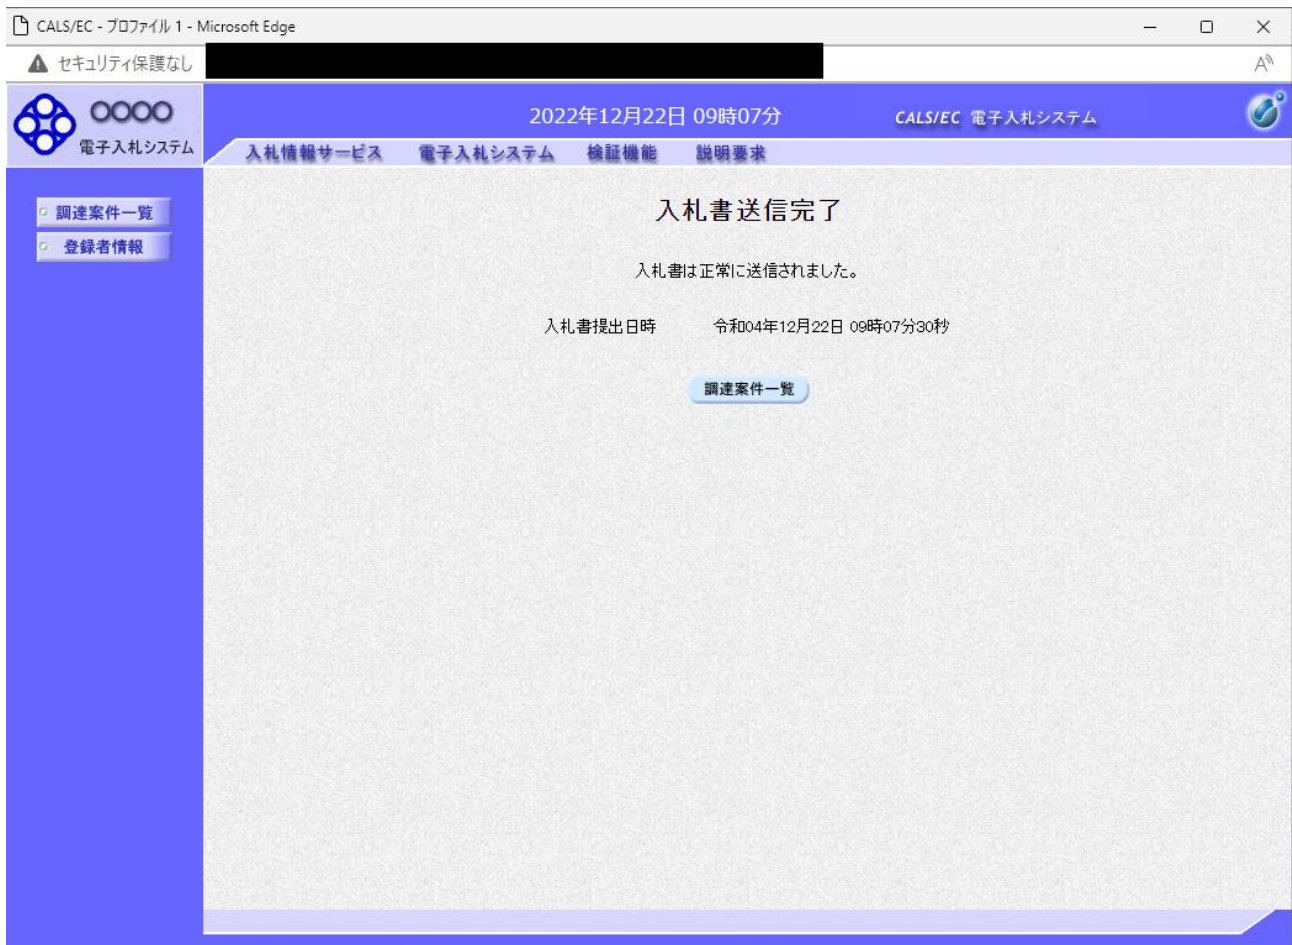 CALS/EC - プロファイル 1 - Microsoft Edge
セキュリティ保護なし
〇〇〇〇
電子入札システム
2022年12月22日 09時07分
CALS/EC 電子入札システム
入札情報サービス 電子入札システム 検証機能 説明要求
調達案件一覧
登録者情報
入札書送信完了
入札書は正常に送信されました。
入札書提出日時 令和04年12月22日 09時07分30秒
調達案件一覧